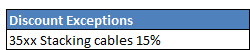 Discount Exceptions
35xx Stacking cables 15%